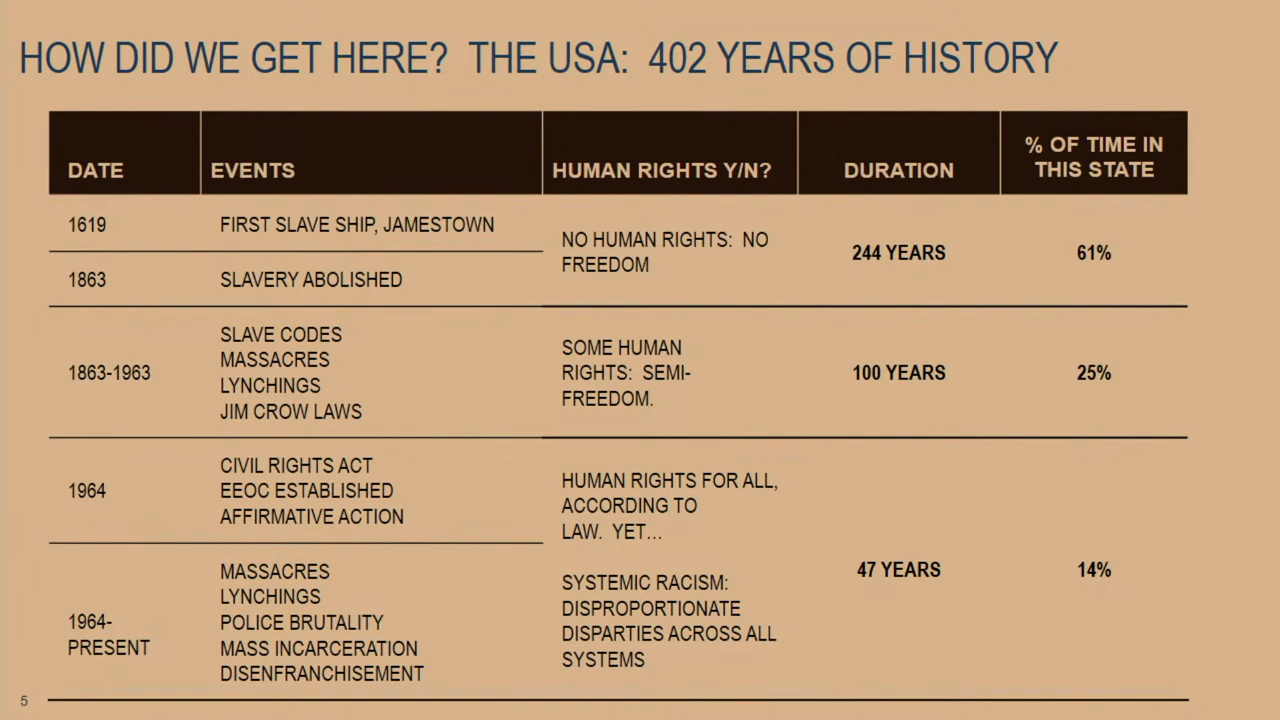 HOW DID WE GET HERE? THE USA: 402 YEARS OF HISTORY
DATE
EVENTS
HUMAN RIGHTS Y/N?
DURATION
% OF TIME IN
THIS STATE
1619
FIRST SLAVE SHIP, JAMESTOWN
NO HUMAN RIGHTS: NO
FREEDOM
244 YEARS
61%
1863
SLAVERY ABOLISHED
1863-1963
SLAVE CODES
MASSACRES
LYNCHINGS
JIM CROW LAWS
SOME HUMAN
RIGHTS: SEMI-
FREEDOM.
100 YEARS
25%
1964
CIVIL RIGHTS ACT
EEOC ESTABLISHED
AFFIRMATIVE ACTION
HUMAN RIGHTS FOR ALL,
ACCORDING TO
LAW. YET…
SYSTEMIC RACISM:
DISPROPORTIONATE
DISPARTIES ACROSS ALL
SYSTEMS
47 YEARS
14%
1964-
PRESENT
MASSACRES
LYNCHINGS
POLICE BRUTALITY
MASS INCARCERATION
DISENFRANCHISEMENT
5